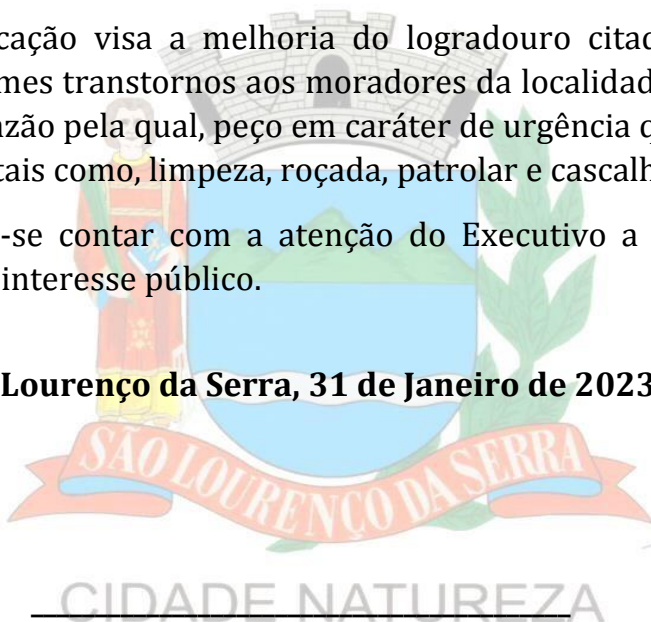 cação visa a melhoria do logradouro citad
mes transtornos aos moradores da localidad
azão pela qual, peço em caráter de urgência q
tais como, limpeza, roçada, patrolar e cascalh
-se contar com a atenção do Executivo a
interesse público.
Lourenço da Serra, 31 de Janeiro de 2023
SÃO LOURENÇO DA SERRA
CIDADE NATUREZA